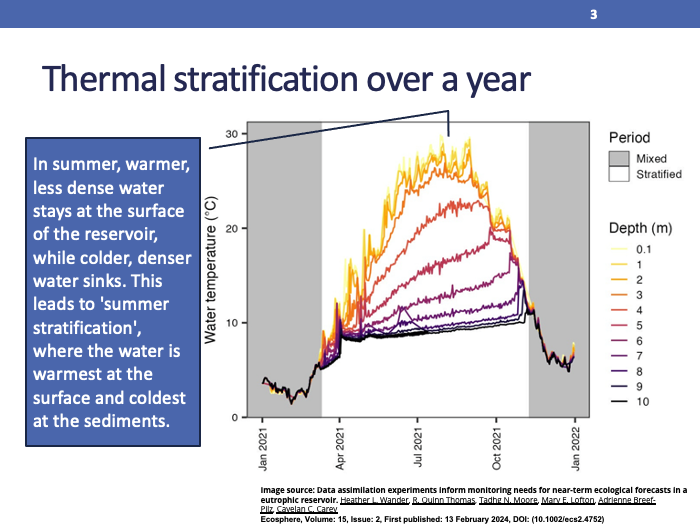 3
Thermal stratification over a year
In summer, warmer,
less dense water
stays at the surface
of the reservoir,
while colder, denser
water sinks. This
leads to 'summer
stratification',
where the water is
warmest at the
surface and coldest
at the sediments.
Water temperature (°C)
30
20
10
0
Jan 2021
Apr 2021
Jul 2021
Oct 2021
Jan 2022
Period
Mixed
Stratified
Depth (m)
0.1
1
2
3
4
5
6
7
8
9
10
Image source: Data assimilation experiments inform monitoring needs for near-term ecological forecasts in a
eutrophic reservoir. Heather L. Wander, R. Quinn Thomas, Tadhg N. Moore, Mary E. Lofton, Adrienne Breef-
Pilz, Cayelan C. Carey
Ecosphere, Volume: 15, Issue: 2, First published: 13 February 2024, DOI: (10.1002/ecs2.4752)